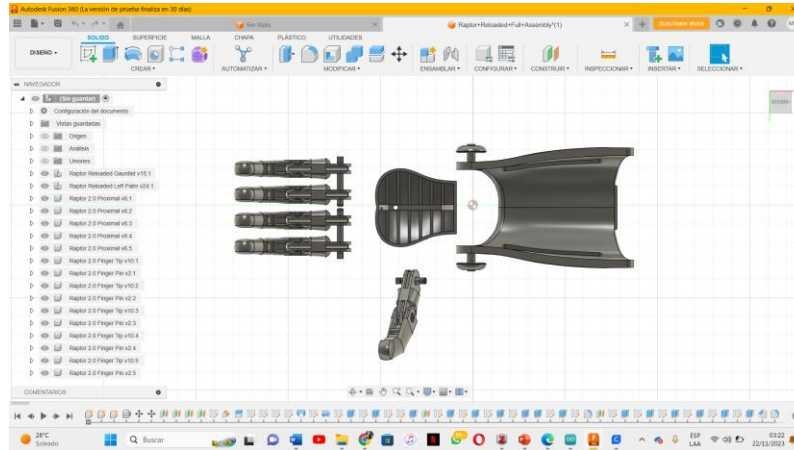 Autodesk Fusion 360 (La versión de prueba finaliza en 30 días)
Sin título
Raptor+Reloaded+Full+Assembly*(1)
Suscribirse ahora
DISEÑO
SÓLIDO SUPERFICIE MALLA CHAPA PLÁSTICO UTILIDADES
CREAR AUTOMATIZAR MODIFICAR ENSAMBLAR CONFIGURAR CONSTRUIR INSPECCIONAR INSERTAR SELECCIONAR
NAVEGADOR
(Sin guardar)
Configuración del documento
Vistas guardadas
Origen
Análisis
Uniones
Raptor Reloaded Gauntlet v15:1
Raptor Reloaded Left Palm v24:1
Raptor 2.0 Proximal v6:1
Raptor 2.0 Proximal v6:2
Raptor 2.0 Proximal v6:3
Raptor 2.0 Proximal v6:4
Raptor 2.0 Proximal v6:5
Raptor 2.0 Finger Tip v10:1
Raptor 2.0 Finger Pin v2:1
Raptor 2.0 Finger Tip v10:2
Raptor 2.0 Finger Pin v2:2
Raptor 2.0 Finger Tip v10:3
Raptor 2.0 Finger Pin v2:3
Raptor 2.0 Finger Tip v10:4
Raptor 2.0 Finger Pin v2:4
Raptor 2.0 Finger Tip v10:5
Raptor 2.0 Finger Pin v2:5
COMENTARIOS
28°C
Soleado
Buscar
ESP
LAA
03:22
22/11/2023